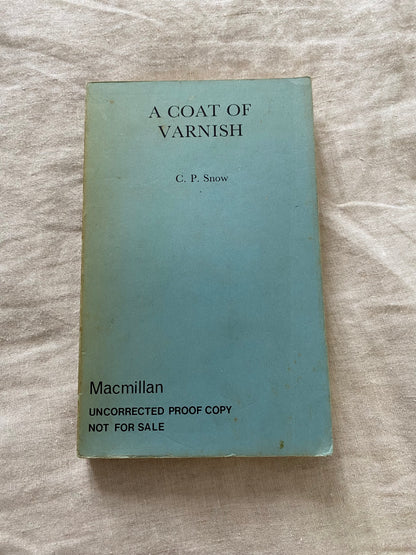 A COAT OF
VARNISH
C. P. Snow
Macmillan
UNCORRECTED PROOF COPY
NOT FOR SALE